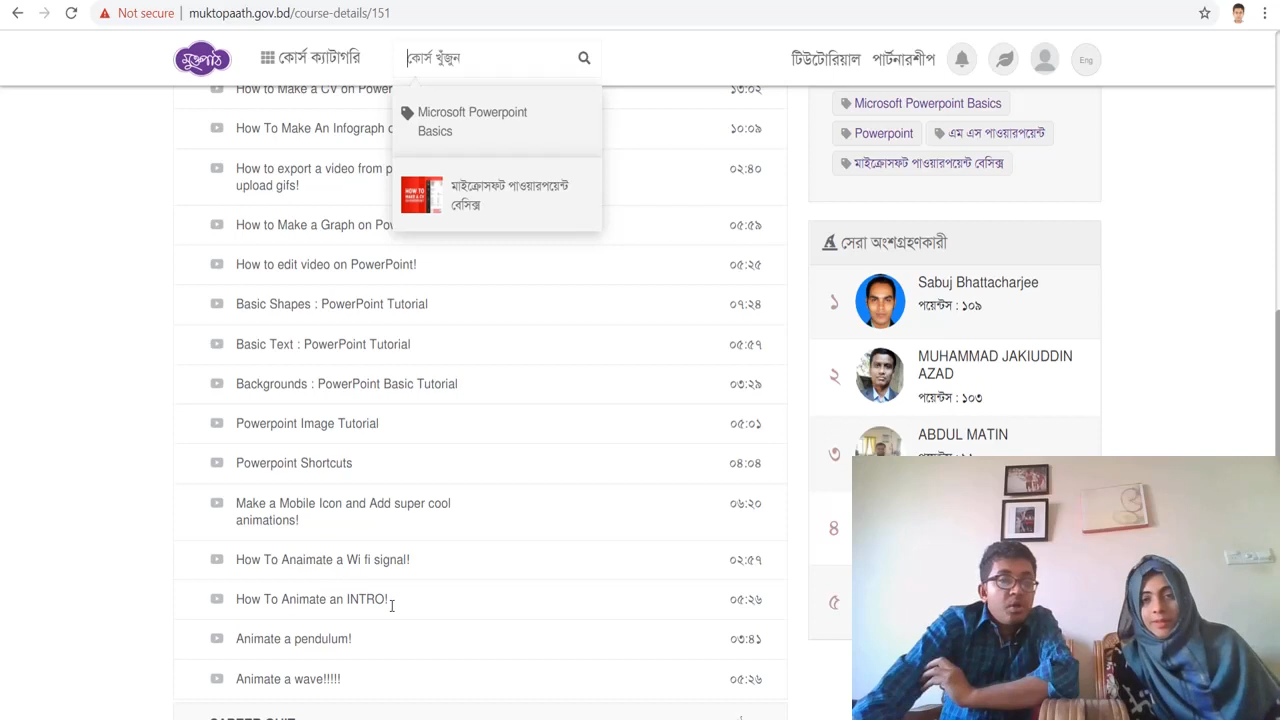 Not secure | muktopaath.gov.bd/course-details/151
মুক্তপাঠ
কোর্স ক্যাটাগরি
কোর্স খুঁজুন
টিউটোরিয়াল
পার্টনারশীপ
Eng
How to Make a CV on Power
১৩:০২
Microsoft Powerpoint
Basics
মাইক্রোসফট পাওয়ারপয়েন্ট
বেসিক্স
How To Make An Infograph o
১০:০৯
How to export a video from p
upload gifs!
০২:৪০
How to Make a Graph on Pow
০৫:৫৯
How to edit video on PowerPoint!
০৫:২৫
Basic Shapes : PowerPoint Tutorial
০৭:২৪
Basic Text : PowerPoint Tutorial
০৫:৫৭
Backgrounds : PowerPoint Basic Tutorial
০৩:২৯
Powerpoint Image Tutorial
০৫:০১
Powerpoint Shortcuts
০৪:০৪
Make a Mobile Icon and Add super cool
animations!
০৬:২০
How To Anaimate a Wi fi signal!
০২:৫৭
How To Animate an INTRO!
০৫:২৬
Animate a pendulum!
০৩:৪১
Animate a wave!!!!!
০৫:২৬
Microsoft Powerpoint Basics
Powerpoint
এম এস পাওয়ারপয়েন্ট
মাইক্রোসফট পাওয়ারপয়েন্ট বেসিক্স
সেরা অংশগ্রহণকারী
১
Sabuj Bhattacharjee
পয়েন্টস : ১০৯
২
MUHAMMAD JAKIUDDIN
AZAD
পয়েন্টস : ১০৩
৩
ABDUL MATIN
৪
৫